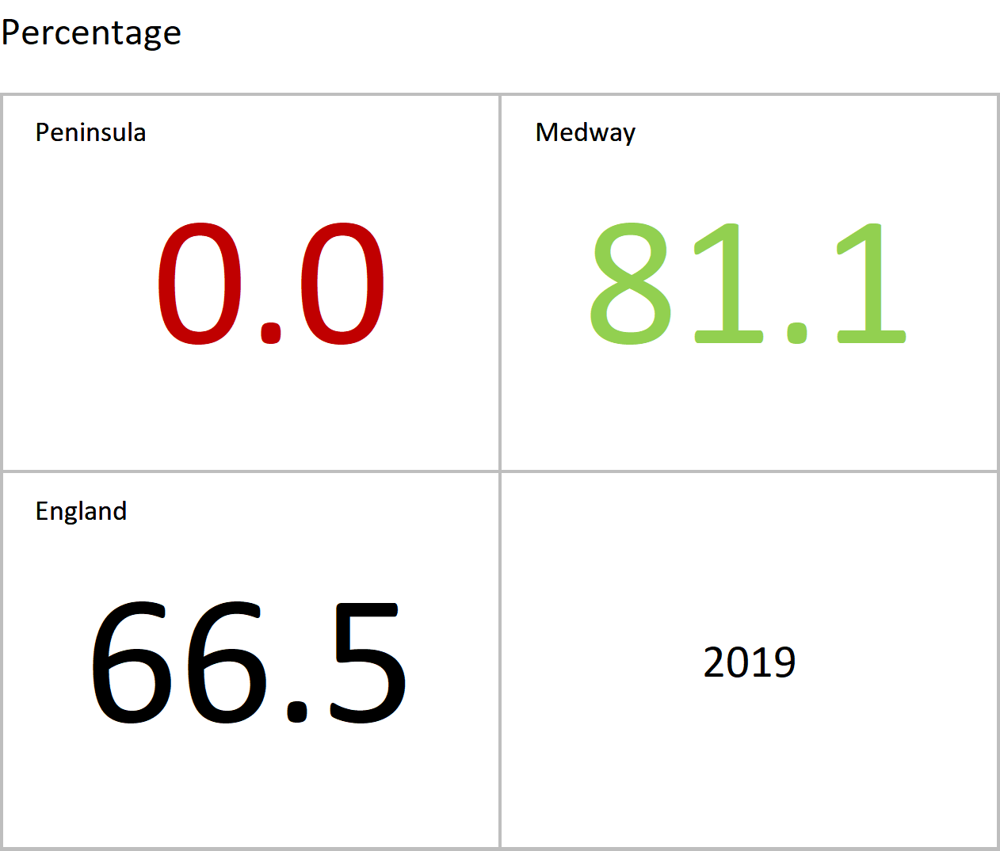 Percentage
Peninsula
Medway
0.0
81.1
England
66.5
2019